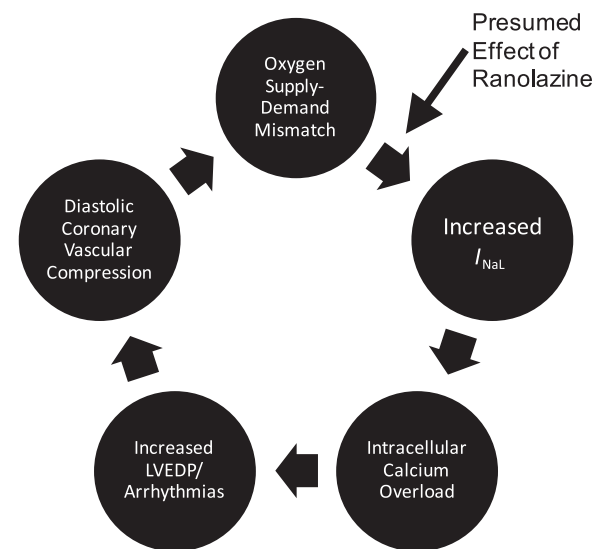 Presumed
Effect of
Ranolazine
Oxygen
Supply-
Demand
Mismatch
Increased
I NaL
Intracellular
Calcium
Overload
Increased
LVEDP/
Arrhythmias
Diastolic
Coronary
Vascular
Compression